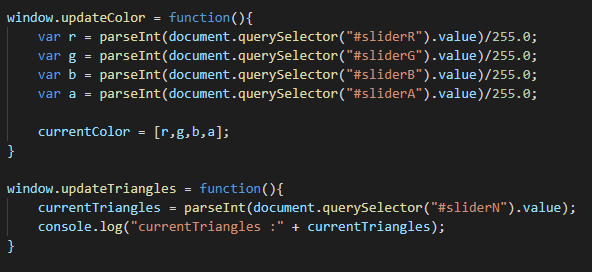 window.updateColor = function(){
    var r = parseInt(document.querySelector("#sliderR").value)/255.0;
    var g = parseInt(document.querySelector("#sliderG").value)/255.0;
    var b = parseInt(document.querySelector("#sliderB").value)/255.0;
    var a = parseInt(document.querySelector("#sliderA").value)/255.0;

    currentColor = [r,g,b,a];
}

window.updateTriangles = function(){
    currentTriangles = parseInt(document.querySelector("#sliderN").value);
    console.log("currentTriangles :" + currentTriangles);
}